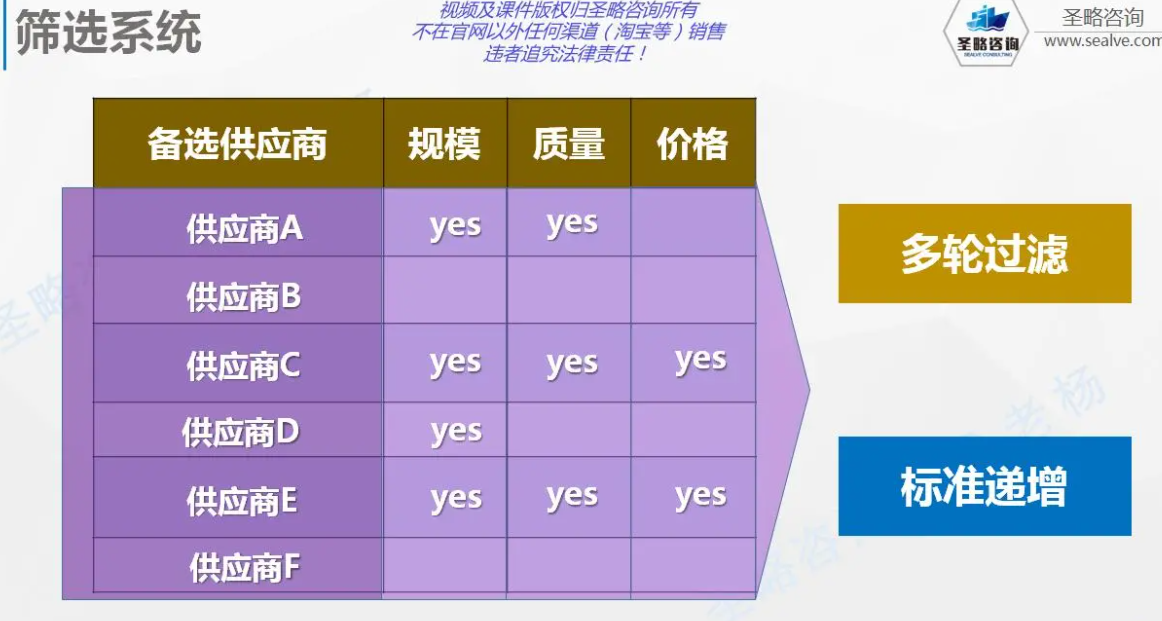 筛选系统
视频及课件版权归圣略咨询所有
不在官网以外任何渠道（淘宝等）销售
违者追究法律责任！
圣略咨询
SEALVE CONSULTING
圣略咨询
www.sealve.com
备选供应商 规模 质量 价格
供应商A yes yes
供应商B
供应商C yes yes yes
供应商D yes
供应商E yes yes yes
供应商F
多轮过滤
标准递增